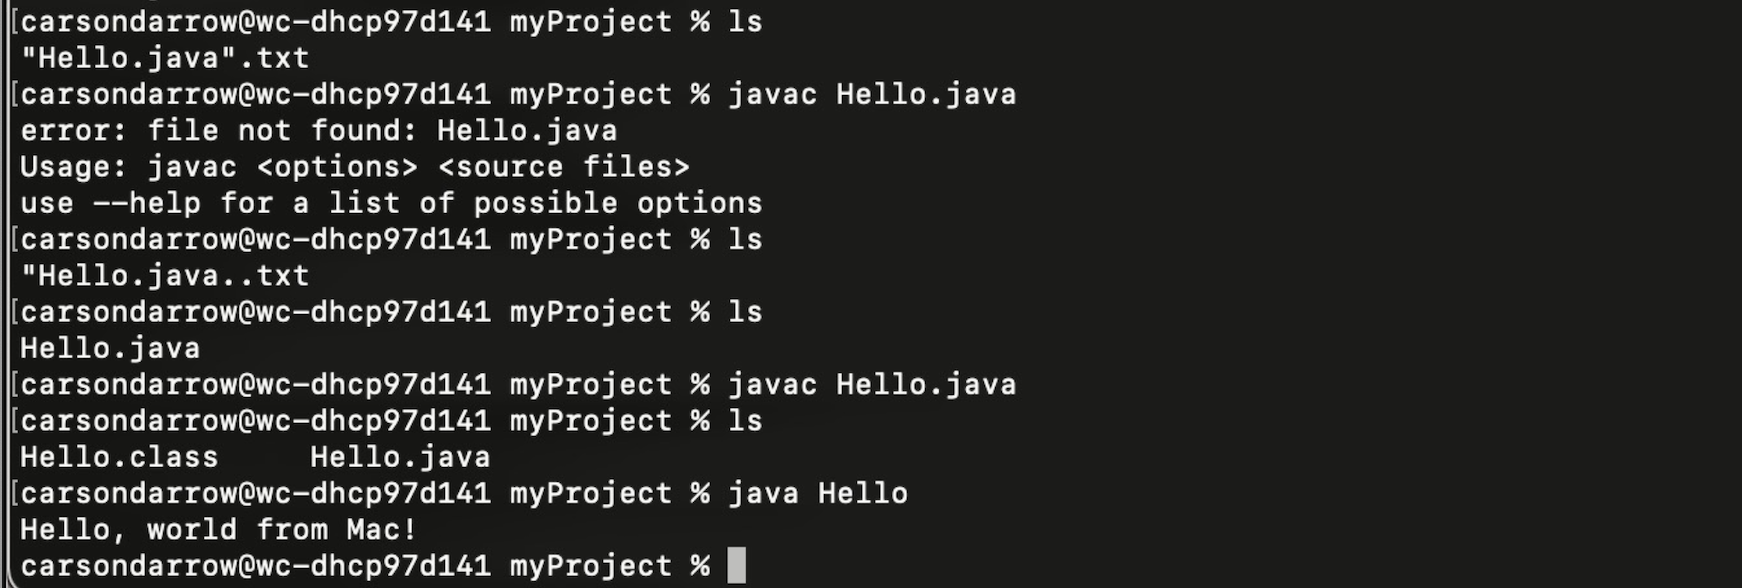 [carsondarrow@wc-dhcp97d141 myProject % ls
"Hello.java".txt
[carsondarrow@wc-dhcp97d141 myProject % javac Hello.java
error: file not found: Hello.java
Usage: javac <options> <source files>
use --help for a list of possible options
[carsondarrow@wc-dhcp97d141 myProject % ls
"Hello.java..txt
[carsondarrow@wc-dhcp97d141 myProject % ls
Hello.java
[carsondarrow@wc-dhcp97d141 myProject % javac Hello.java
[carsondarrow@wc-dhcp97d141 myProject % ls
Hello.class     Hello.java
[carsondarrow@wc-dhcp97d141 myProject % java Hello
Hello, world from Mac!
carsondarrow@wc-dhcp97d141 myProject %